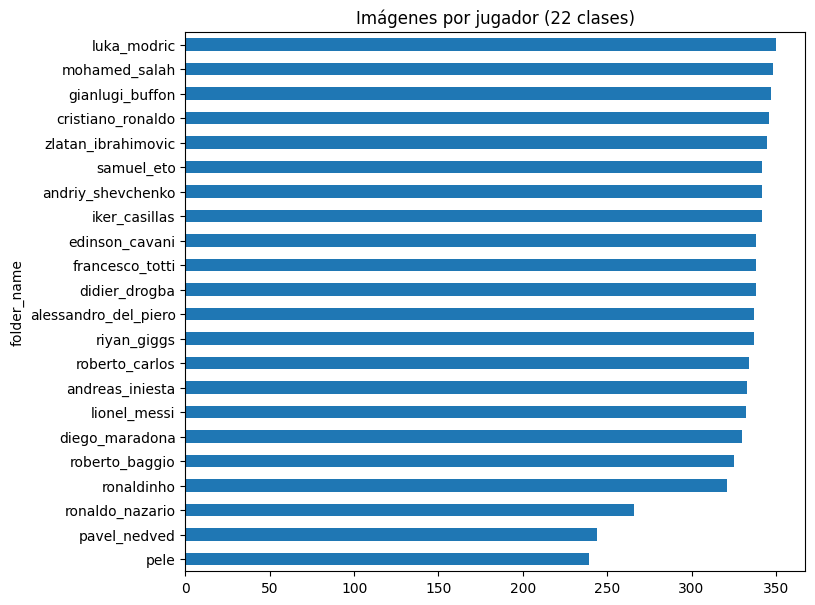 Imágenes por jugador (22 clases)
folder_name
luka_modric
mohamed_salah
gianlugi_buffon
cristiano_ronaldo
zlatan_ibrahimovic
samuel_eto
andriy_shevchenko
iker_casillas
edinson_cavani
francesco_totti
didier_drogba
alessandro_del_piero
riyan_giggs
roberto_carlos
andreas_iniesta
lionel_messi
diego_maradona
roberto_baggio
ronaldinho
ronaldo_nazario
pavel_nedved
pele
0 50 100 150 200 250 300 350